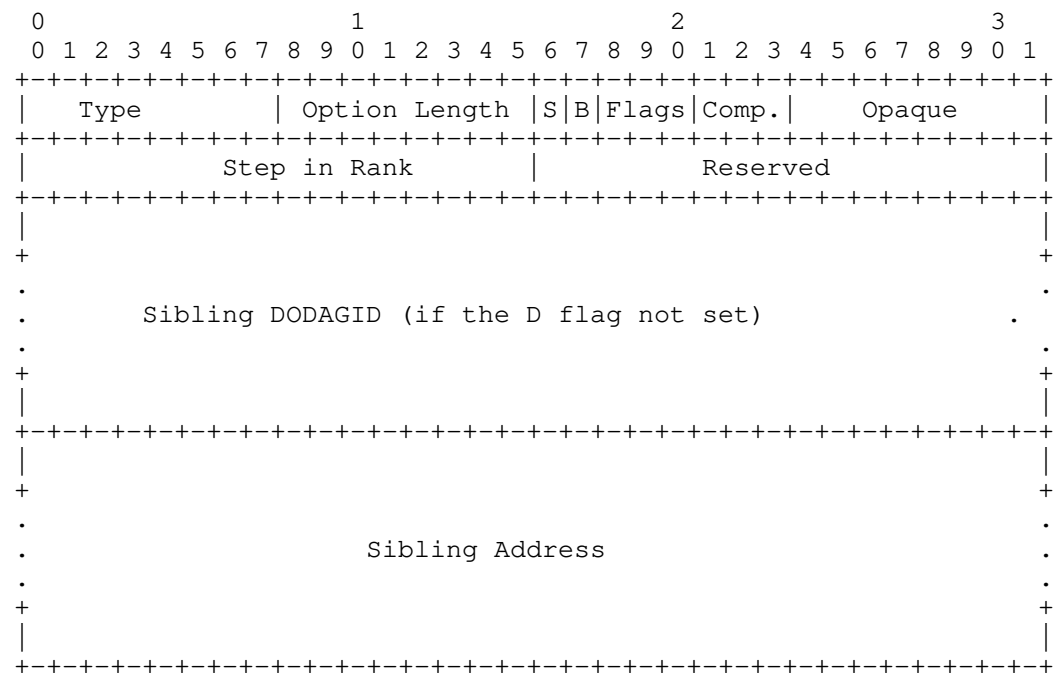 0                   1                   2                   3
 0 1 2 3 4 5 6 7 8 9 0 1 2 3 4 5 6 7 8 9 0 1 2 3 4 5 6 7 8 9 0 1
+-+-+-+-+-+-+-+-+-+-+-+-+-+-+-+-+-+-+-+-+-+-+-+-+-+-+-+-+-+-+-+-+
|   Type        | Option Length |S|B|Flags|Comp.|    Opaque     |
+-+-+-+-+-+-+-+-+-+-+-+-+-+-+-+-+-+-+-+-+-+-+-+-+-+-+-+-+-+-+-+-+
|            Step in Rank       |          Reserved             |
+-+-+-+-+-+-+-+-+-+-+-+-+-+-+-+-+-+-+-+-+-+-+-+-+-+-+-+-+-+-+-+-+
|                                                               |
+                                                               +
.                                                               .
.       Sibling DODAGID (if the D flag not set)               .
.                                                               .
+                                                               +
|                                                               |
+-+-+-+-+-+-+-+-+-+-+-+-+-+-+-+-+-+-+-+-+-+-+-+-+-+-+-+-+-+-+-+-+
|                                                               |
+                                                               +
.                                                               .
.                     Sibling Address                           .
.                                                               .
+                                                               +
|                                                               |
+-+-+-+-+-+-+-+-+-+-+-+-+-+-+-+-+-+-+-+-+-+-+-+-+-+-+-+-+-+-+-+-+